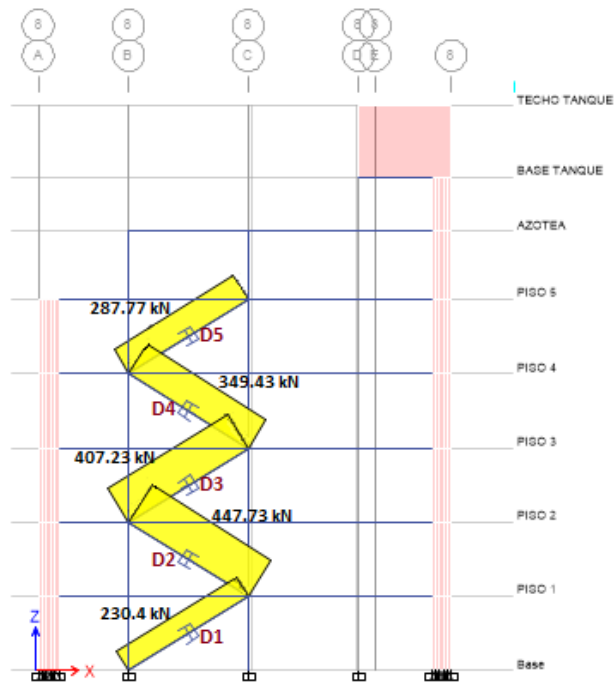 8 8 8 8 8
A B C D E 8
TECHO TANQUE
BASE TANQUE
AZOTEA
PISO 5
287.77 kN
D5
PISO 4
349.43 kN
D4
PISO 3
407.23 kN
D3
PISO 2
447.73 kN
D2
PISO 1
230.4 kN
Z
D1
X
Base